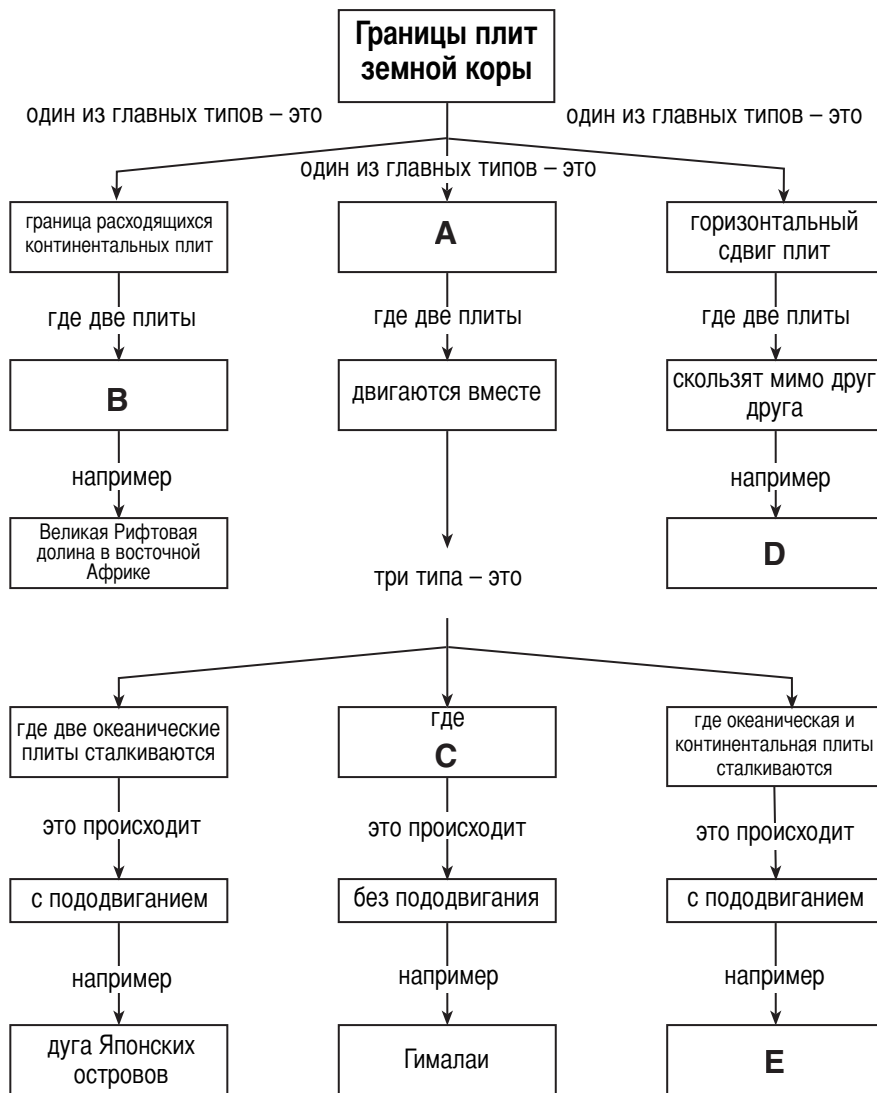 Границы плит
земной коры
один из главных типов – это
один из главных типов – это
один из главных типов – это
граница расходящихся
континентальных плит
A
горизонтальный
сдвиг плит
где две плиты
где две плиты
где две плиты
B
двигаются вместе
скользят мимо друг
друга
например
например
Великая Рифтовая
долина в восточной
Африке
D
три типа – это
где две океанические
плиты сталкиваются
где
C
где океаническая и
континентальная плиты
сталкиваются
это происходит
это происходит
это происходит
с пододвиганием
без пододвигания
с пододвиганием
например
например
например
дуга Японских
островов
Гималаи
E